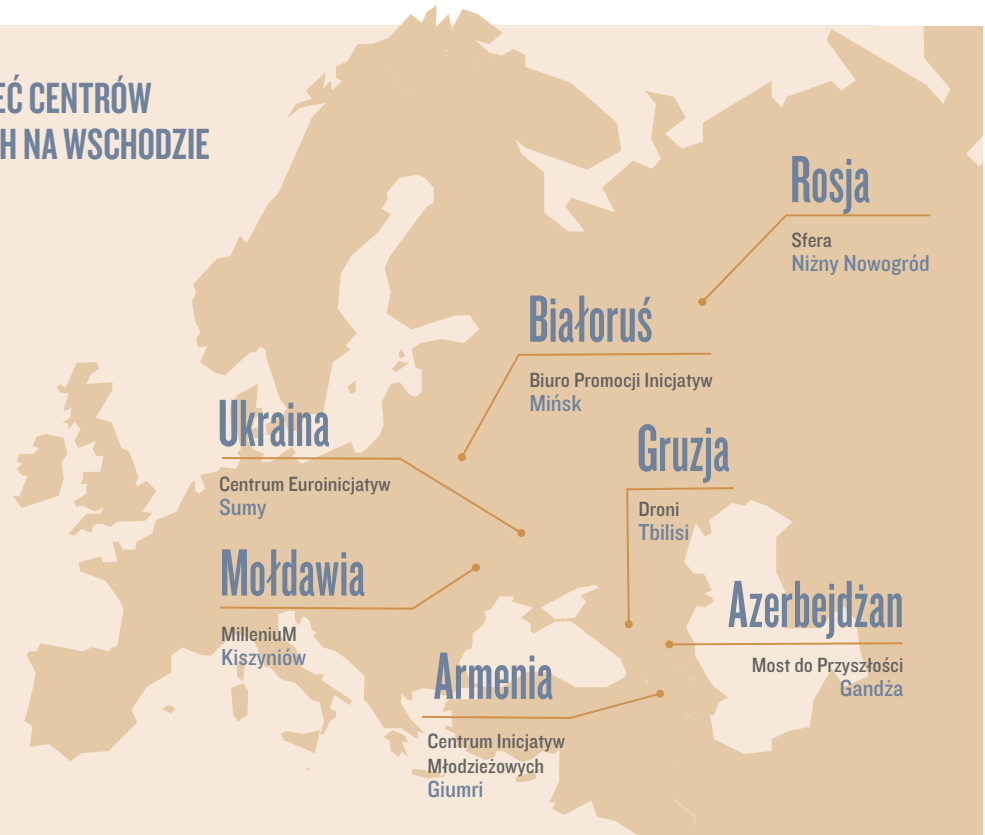 EĆ CENTRÓW
H NA WSCHODZIE
Rosja
Sfera
Niżny Nowogród
Białoruś
Biuro Promocji Inicjatyw
Mińsk
Ukraina
Centrum Euroinicjatyw
Sumy
Gruzja
Droni
Tbilisi
Mołdawia
MilleniuM
Kiszyniów
Azerbejdżan
Most do Przyszłości
Gandża
Armenia
Centrum Inicjatyw
Młodzieżowych
Giumri